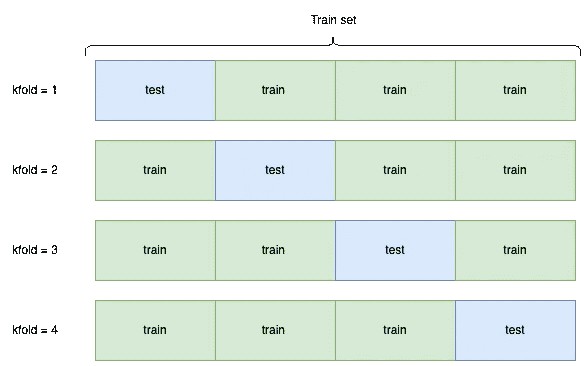 Train set
kfold = 1 test train train train
kfold = 2 train test train train
kfold = 3 train train test train
kfold = 4 train train train test